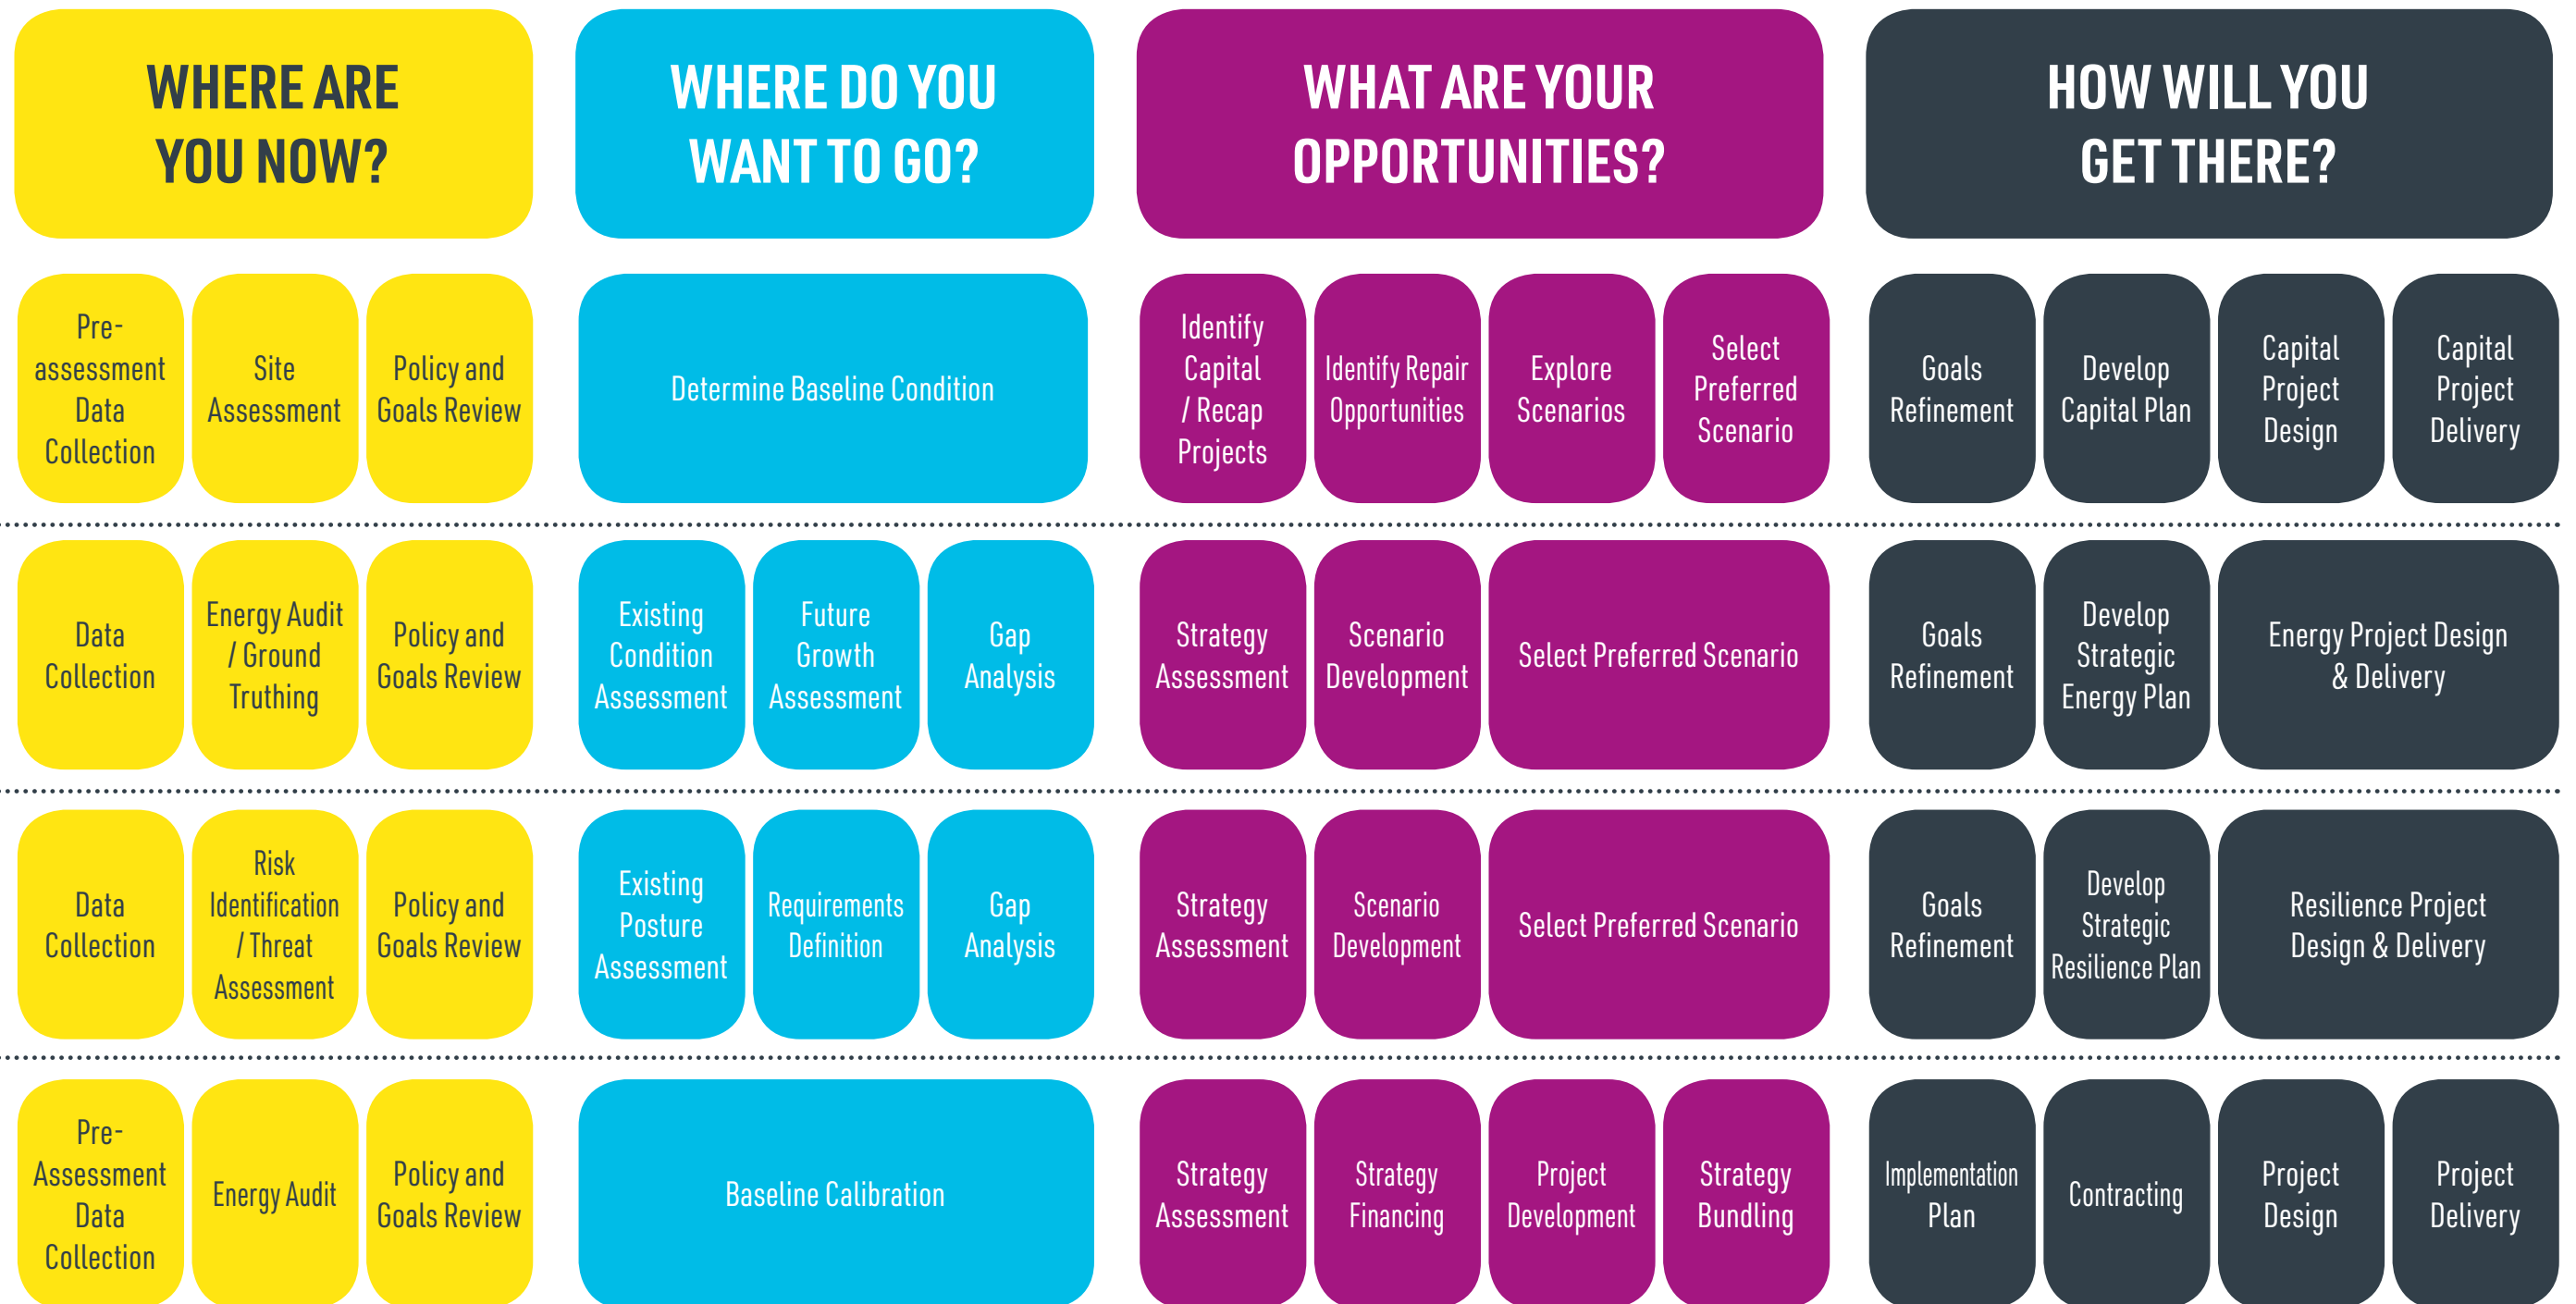 WHERE ARE
YOU NOW?
WHERE DO YOU
WANT TO GO?
WHAT ARE YOUR
OPPORTUNITIES?
HOW WILL YOU
GET THERE?
Pre-
assessment
Data
Collection
Site
Assessment
Policy and
Goals Review
Determine Baseline Condition
Identify
Capital
/ Recap
Projects
Identify Repair
Opportunities
Explore
Scenarios
Select
Preferred
Scenario
Goals
Refinement
Develop
Capital Plan
Capital
Project
Design
Capital
Project
Delivery
Data
Collection
Energy Audit
/ Ground
Truthing
Policy and
Goals Review
Existing
Condition
Assessment
Future
Growth
Assessment
Gap
Analysis
Strategy
Assessment
Scenario
Development
Select Preferred Scenario
Goals
Refinement
Develop
Strategic
Energy Plan
Energy Project Design
& Delivery
Data
Collection
Risk
Identification
/ Threat
Assessment
Policy and
Goals Review
Existing
Posture
Assessment
Requirements
Definition
Gap
Analysis
Strategy
Assessment
Scenario
Development
Select Preferred Scenario
Goals
Refinement
Develop
Strategic
Resilience Plan
Resilience Project
Design & Delivery
Pre-
Assessment
Data
Collection
Energy Audit
Policy and
Goals Review
Baseline Calibration
Strategy
Assessment
Strategy
Financing
Project
Development
Strategy
Bundling
Implementation
Plan
Contracting
Project
Design
Project
Delivery